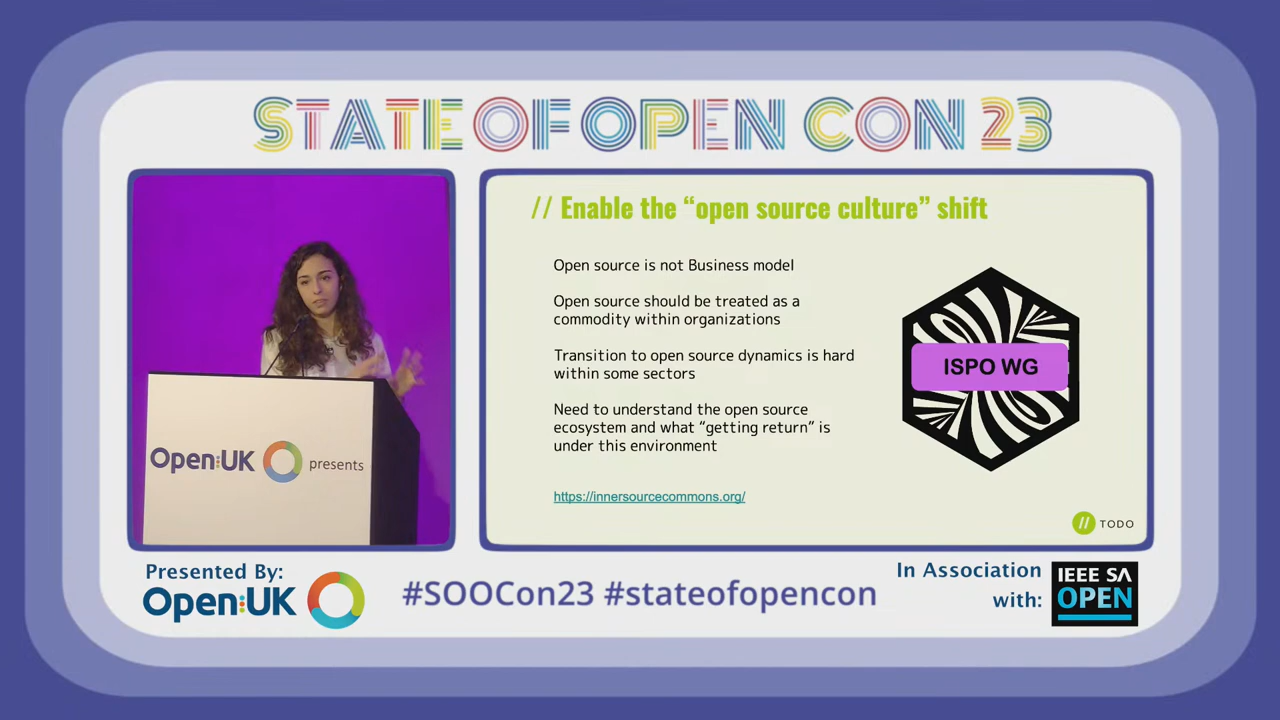 STATE OF OPEN CON 23
// Enable the “open source culture” shift
Open source is not Business model
Open source should be treated as a
commodity within organizations
Transition to open source dynamics is hard
within some sectors
Need to understand the open source
ecosystem and what “getting return” is
under this environment
https://innersourcecommons.org/
ISPO WG
// TODO
Open:UK presents
Presented By:
Open:UK
#SOOCon23 #stateofopencon
In Association
with:
IEEE SA
OPEN